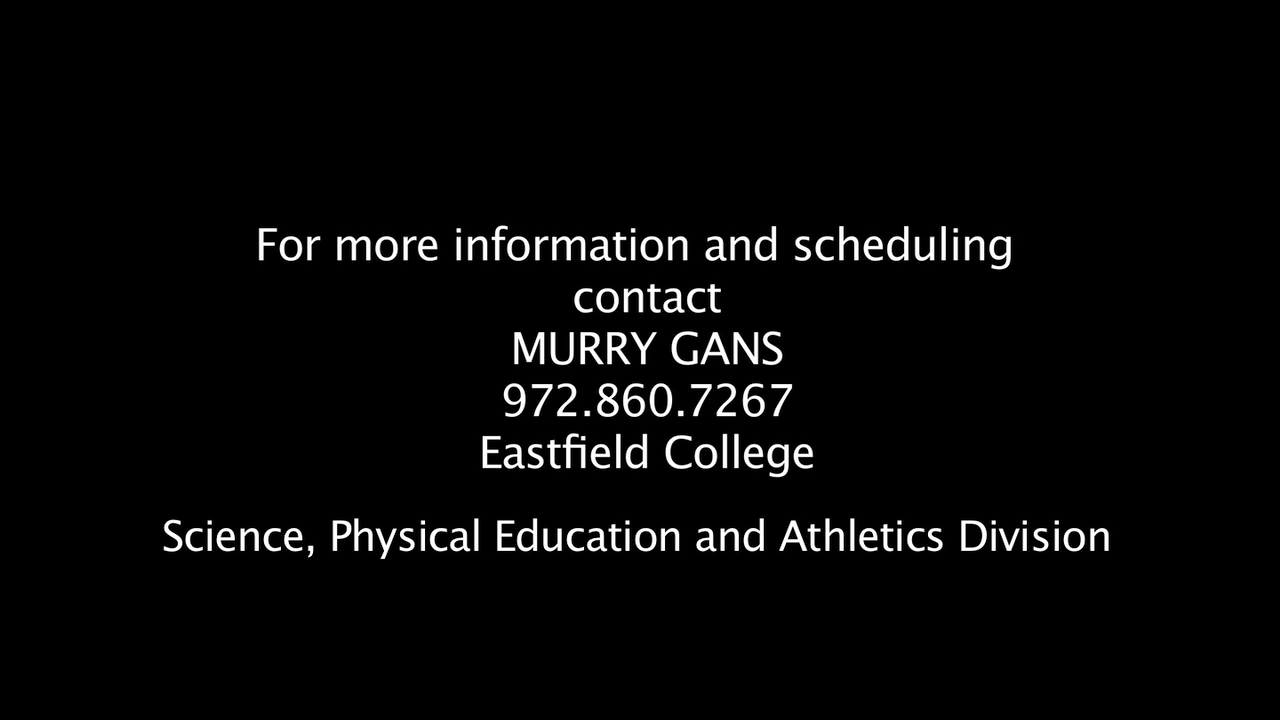 For more information and scheduling
contact
MURRY GANS
972.860.7267
Eastfield College
Science, Physical Education and Athletics Division